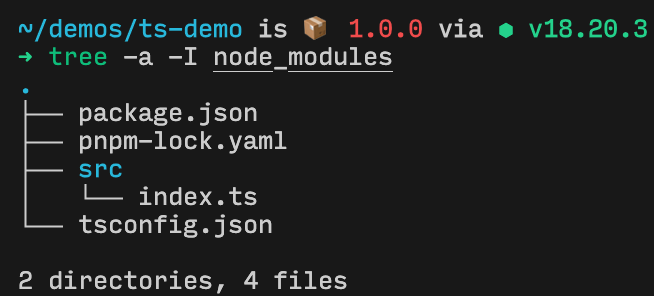 ~/demos/ts-demo is 📦 1.0.0 via ⬢ v18.20.3
➜ tree -a -I node_modules
.
├── package.json
├── pnpm-lock.yaml
├── src
│   └── index.ts
└── tsconfig.json

2 directories, 4 files